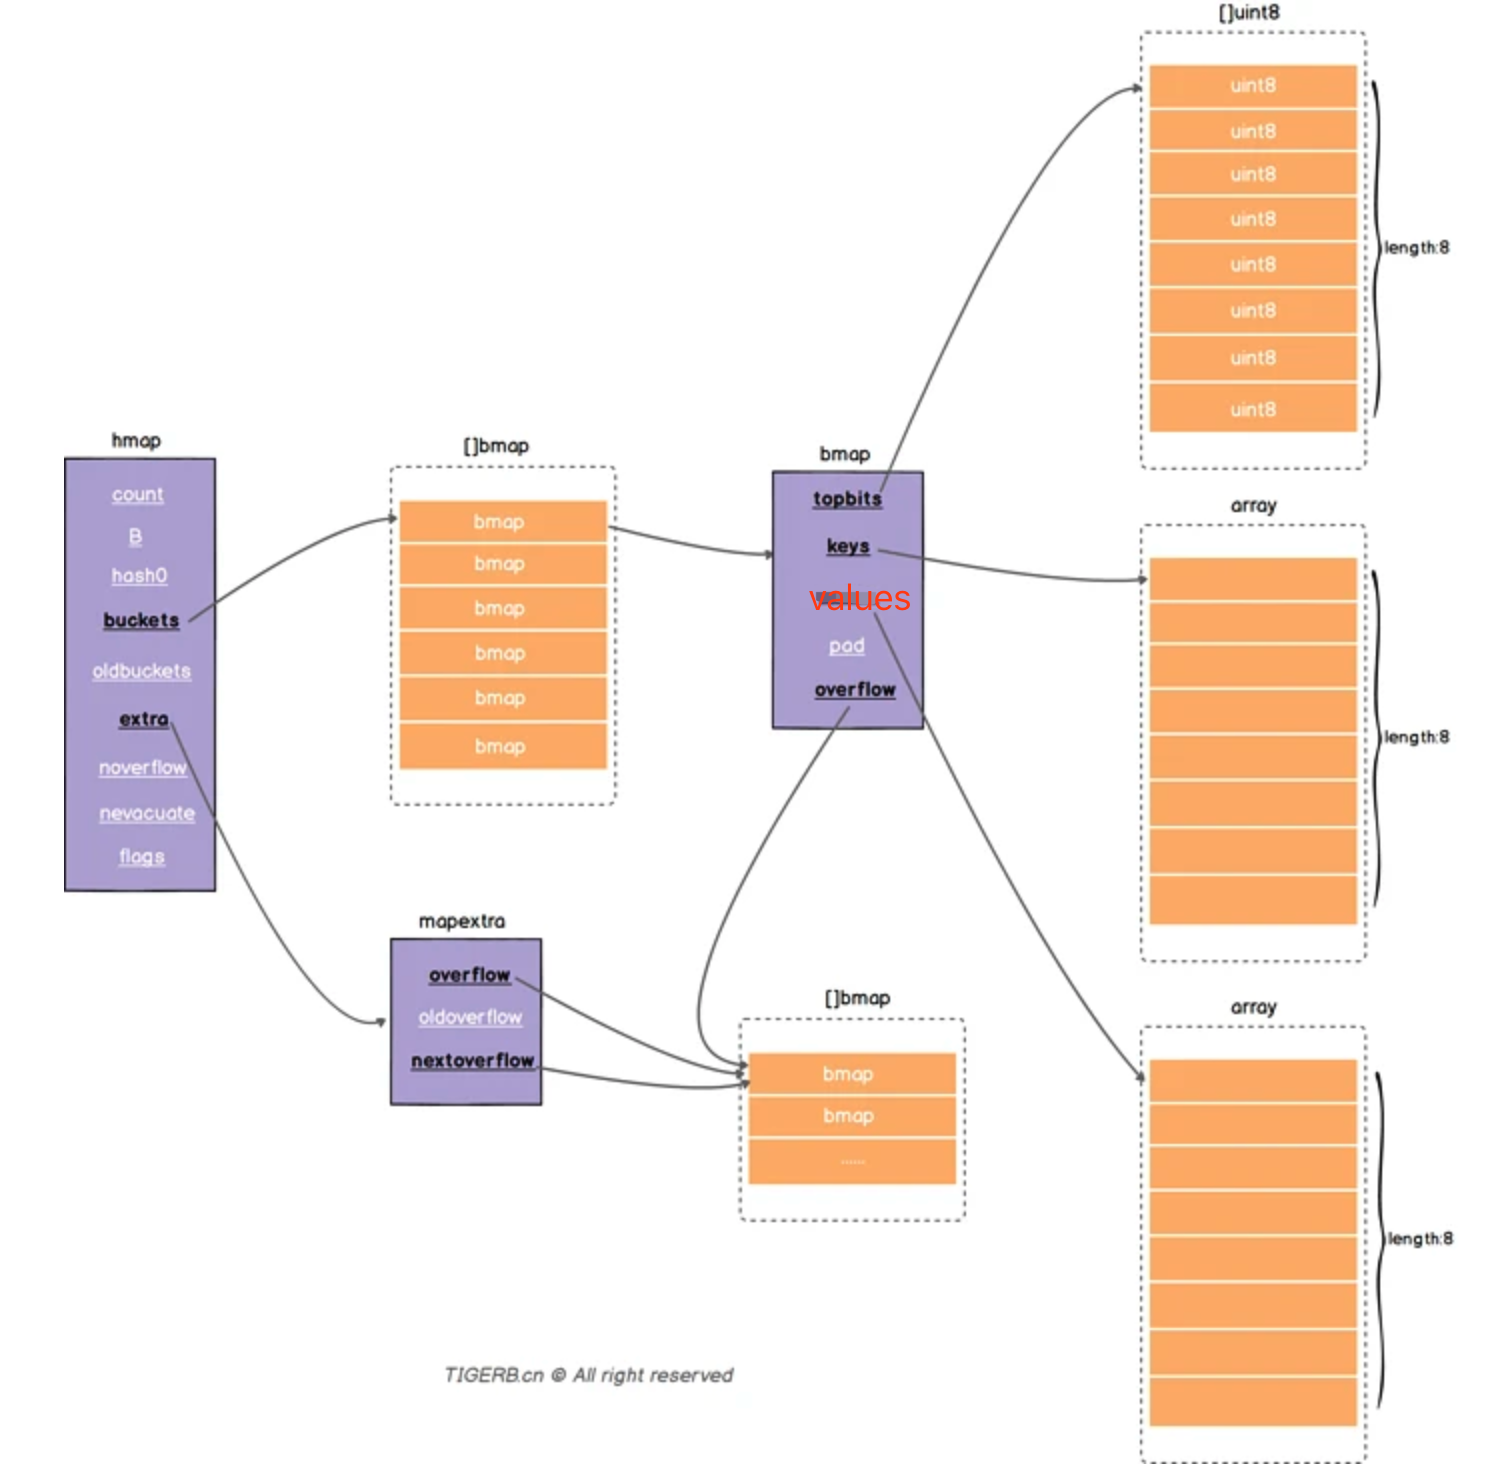 []uint8
uint8
uint8
uint8
uint8
uint8
uint8
uint8
uint8
length:8
hmap
count
B
hash0
buckets
oldbuckets
extra
noverflow
nevacuate
flags
[]bmap
bmap
bmap
bmap
bmap
bmap
bmap
bmap
topbits
keys
values
pad
overflow
array
length:8
mapextra
overflow
oldoverflow
nextoverflow
[]bmap
bmap
bmap
......
array
length:8
TIGERB.cn © All right reserved